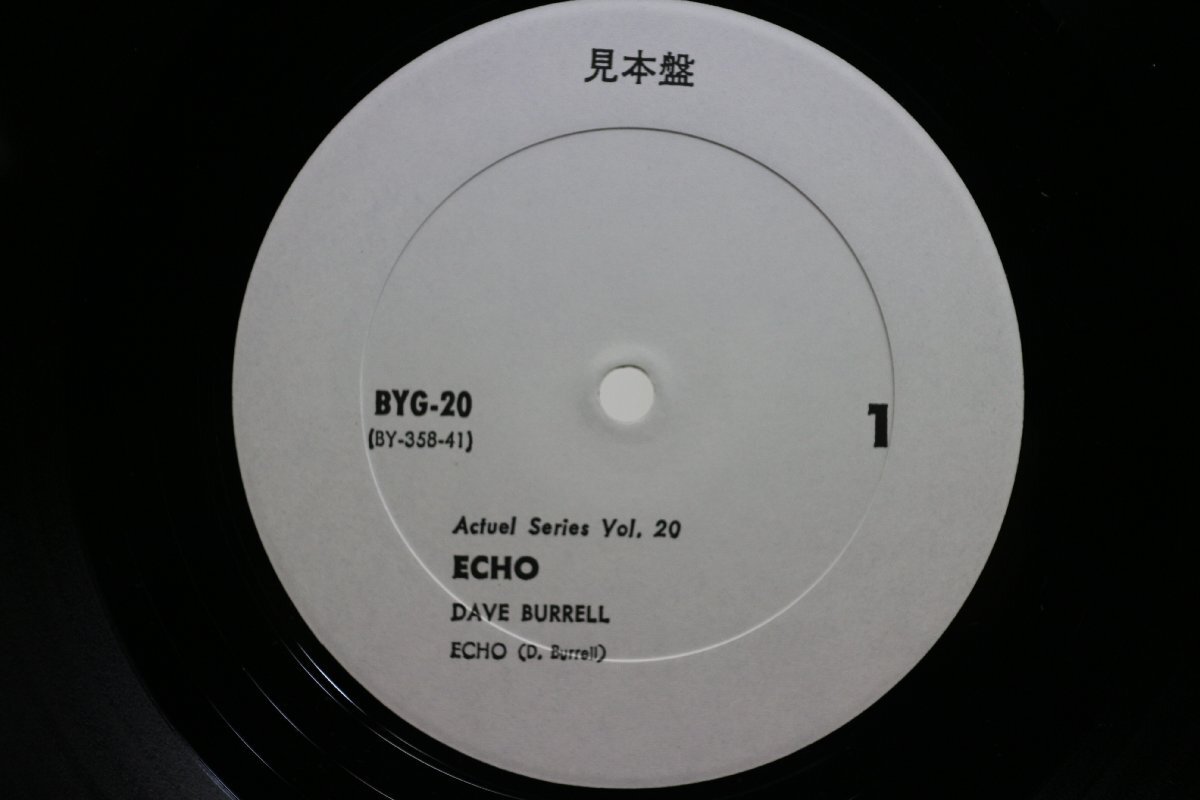 見本盤
BYG-20
(BY-358-41)
1
Actuel Series Vol. 20
ECHO
DAVE BURRELL
ECHO (D. Burrell)